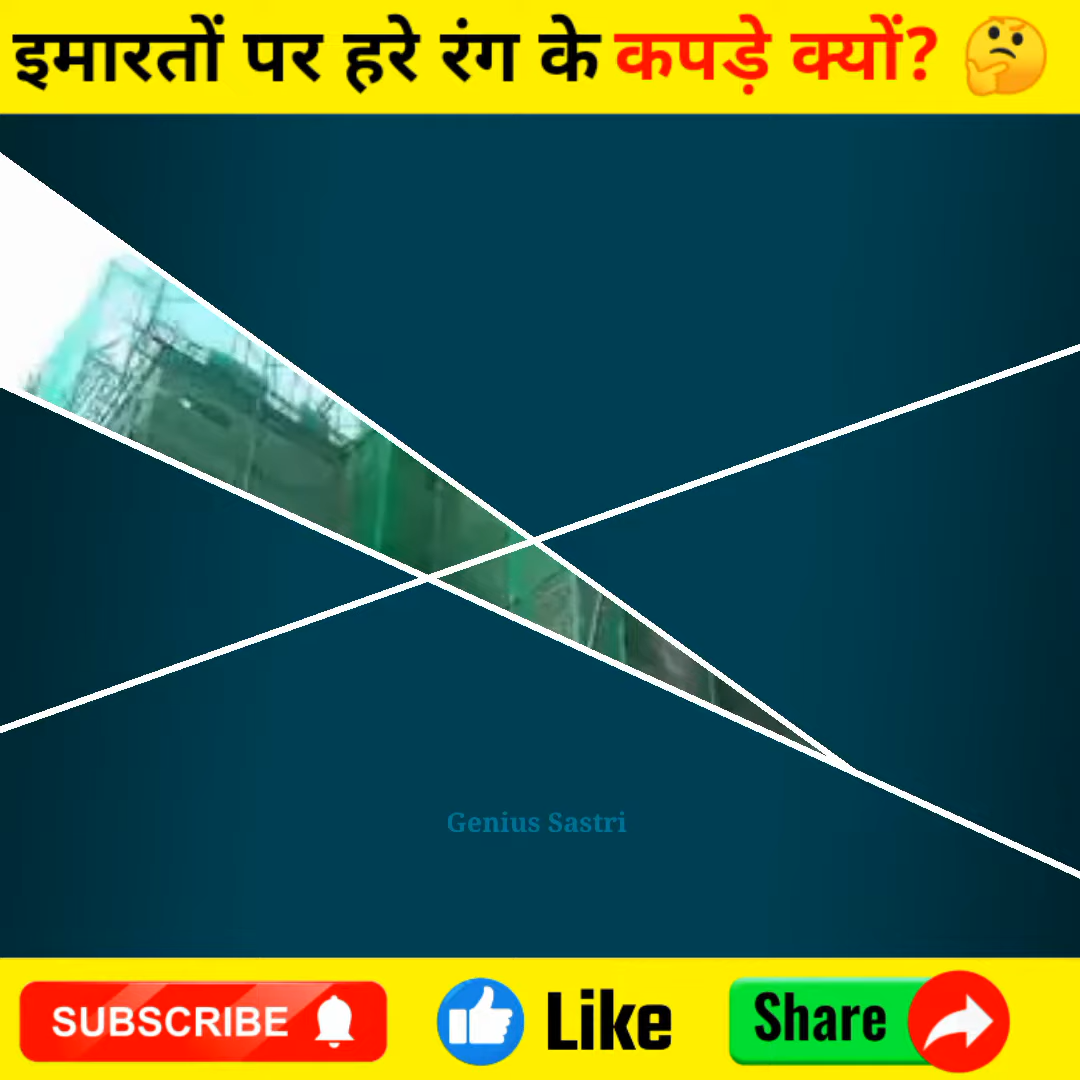 इमारतों पर हरे रंग के कपड़े क्यों? 🤔
Genius Sastri
SUBSCRIBE Like Share